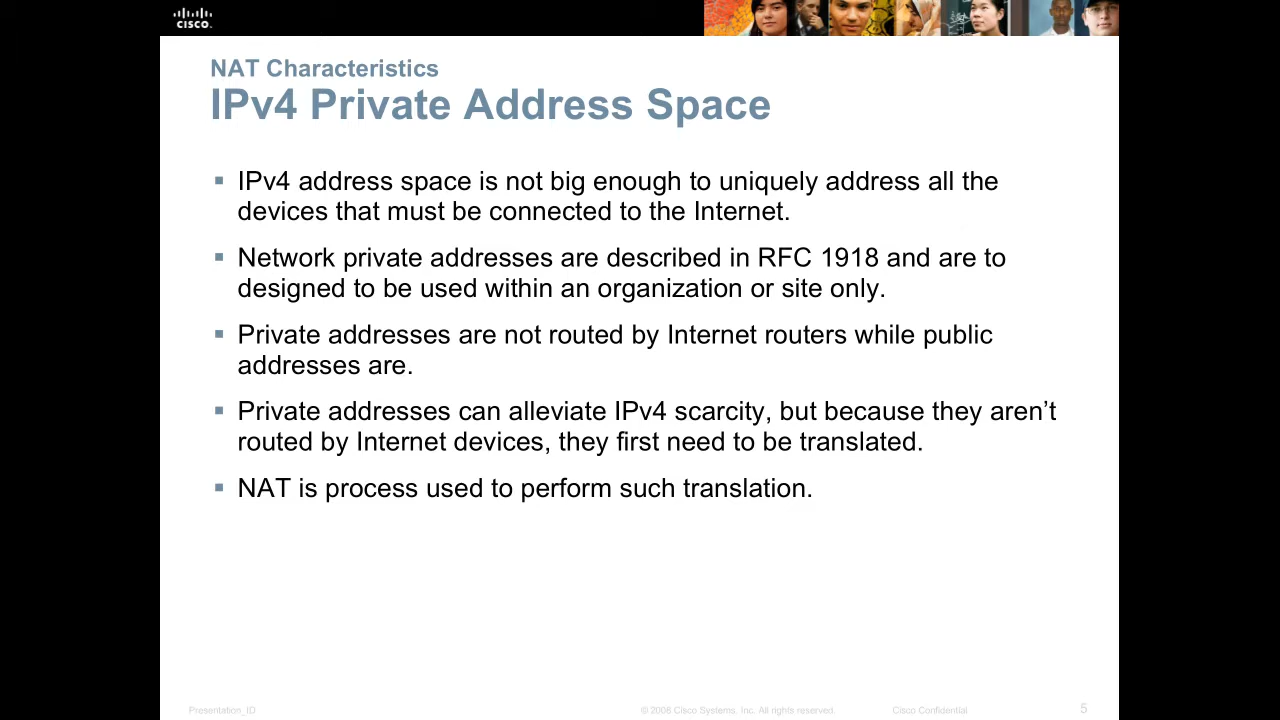 CISCO.
NAT Characteristics
IPv4 Private Address Space
▪ IPv4 address space is not big enough to uniquely address all the
devices that must be connected to the Internet.
▪ Network private addresses are described in RFC 1918 and are to
designed to be used within an organization or site only.
▪ Private addresses are not routed by Internet routers while public
addresses are.
▪ Private addresses can alleviate IPv4 scarcity, but because they aren’t
routed by Internet devices, they first need to be translated.
▪ NAT is process used to perform such translation.
Presentation_ID © 2008 Cisco Systems, Inc. All rights reserved. Cisco Confidential 5